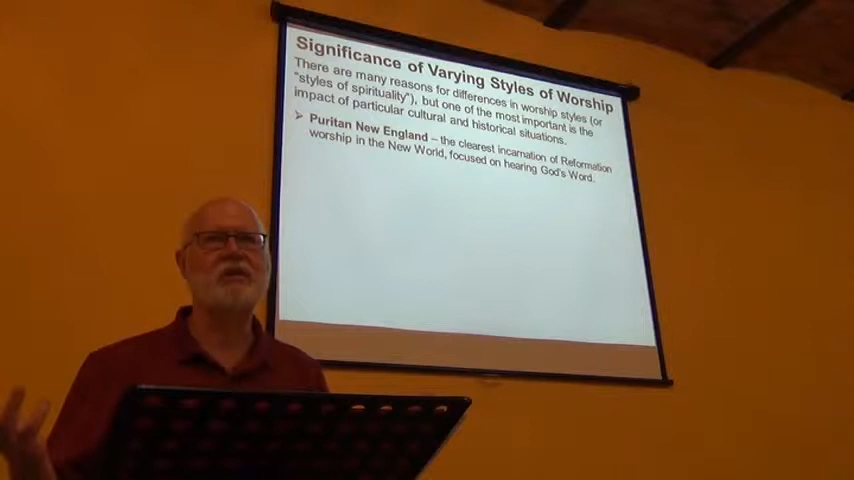 Significance of Varying Styles of Worship
There are many reasons for differences in worship styles (or
"styles of spirituality"), but one of the most important is the
impact of particular cultural and historical situations.
➢ Puritan New England – the clearest incarnation of Reformation
worship in the New World, focused on hearing God's Word.